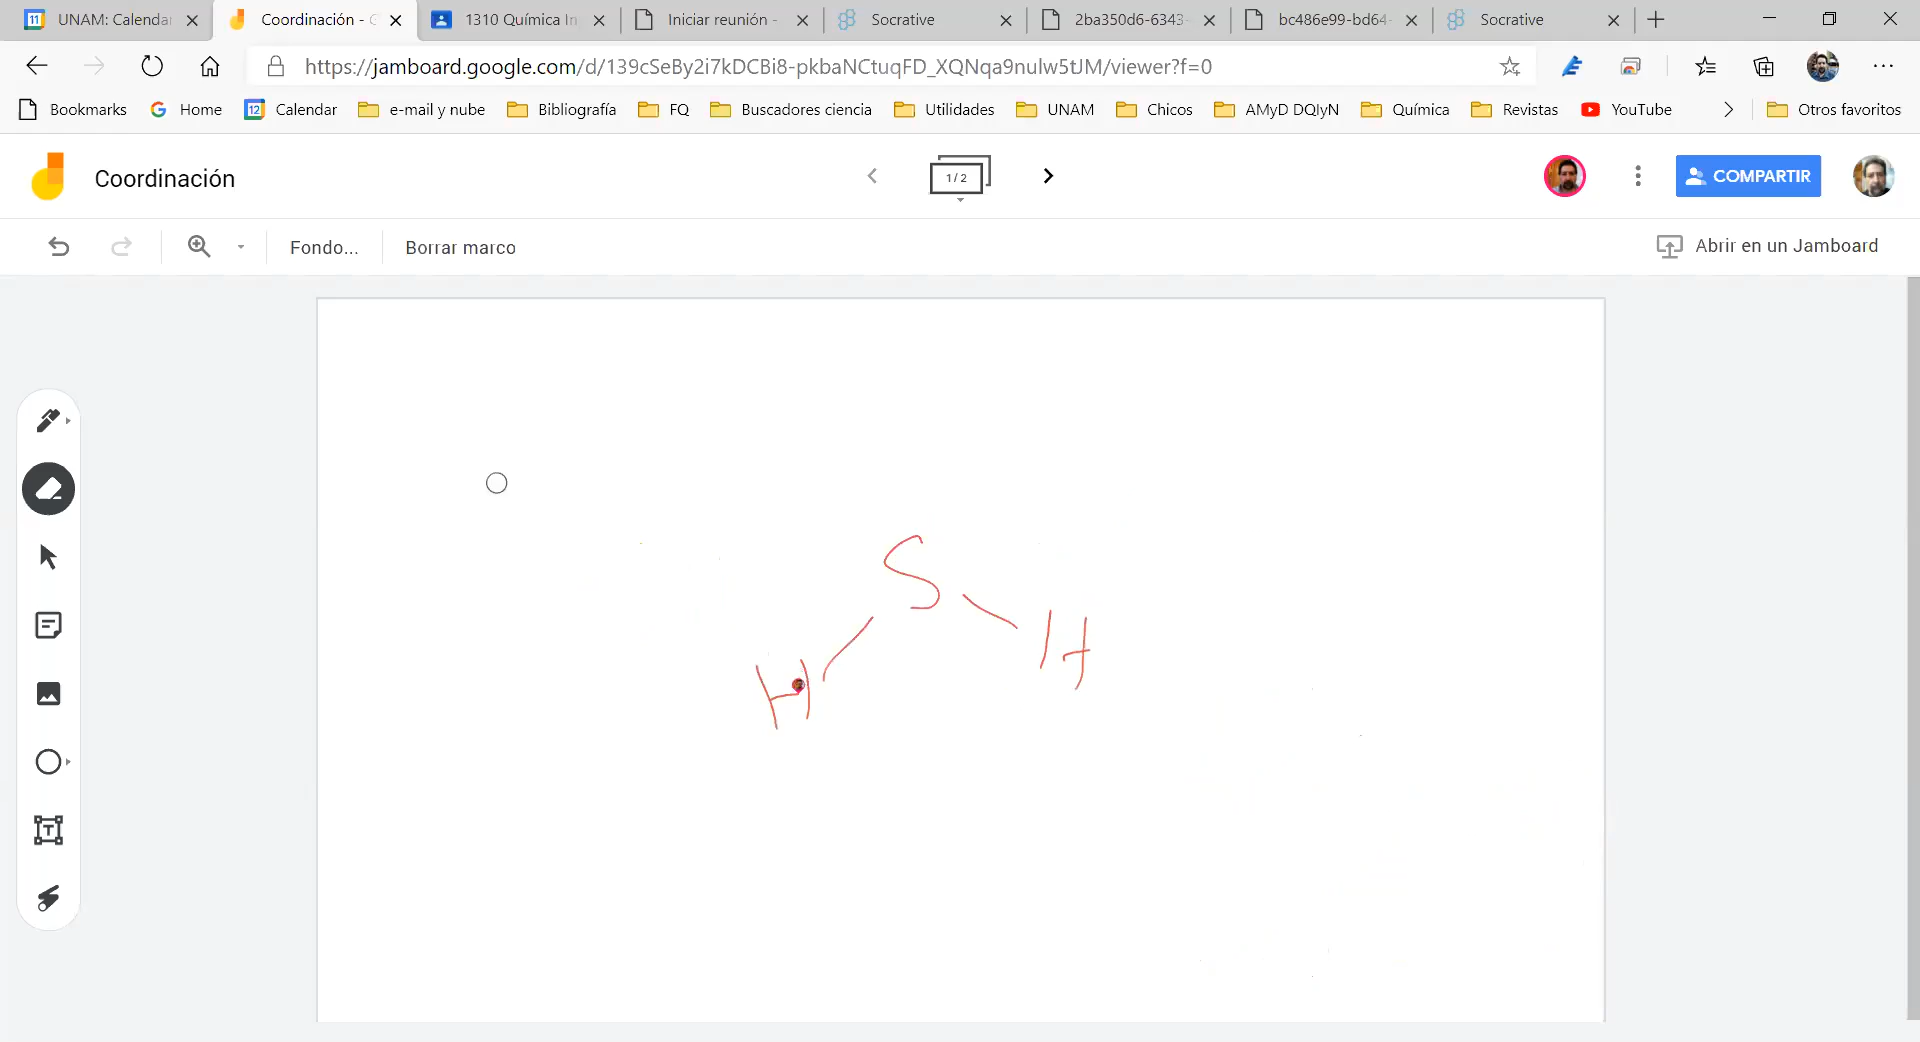 UNAM: Calenda
Coordinación - G
1310 Química In
Iniciar reunión -
Socrative
2ba350d6-6343-
bc486e99-bd64-
Socrative
https://jamboard.google.com/d/139cSeBy2i7kDCBi8-pkbaNCtuqFD_XQNqa9nulw5tJM/viewer?f=0
Bookmarks
Home
Calendar
e-mail y nube
Bibliografía
FQ
Buscadores ciencia
Utilidades
UNAM
Chicos
AMyD DQIyN
Química
Revistas
YouTube
Otros favoritos
Coordinación
1 / 2
COMPARTIR
Fondo...
Borrar marco
Abrir en un Jamboard
S
H
H